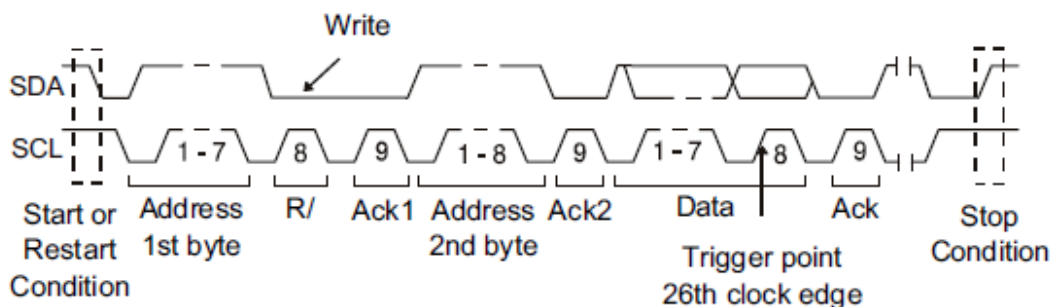 Write
SDA
SCL
1 - 7
8
9
1 - 8
9
1 - 7
8
9
Start or
Restart
Condition
Address
1st byte
R/
Ack1
Address
2nd byte
Ack2
Data
Trigger point
26th clock edge
Ack
Stop
Condition